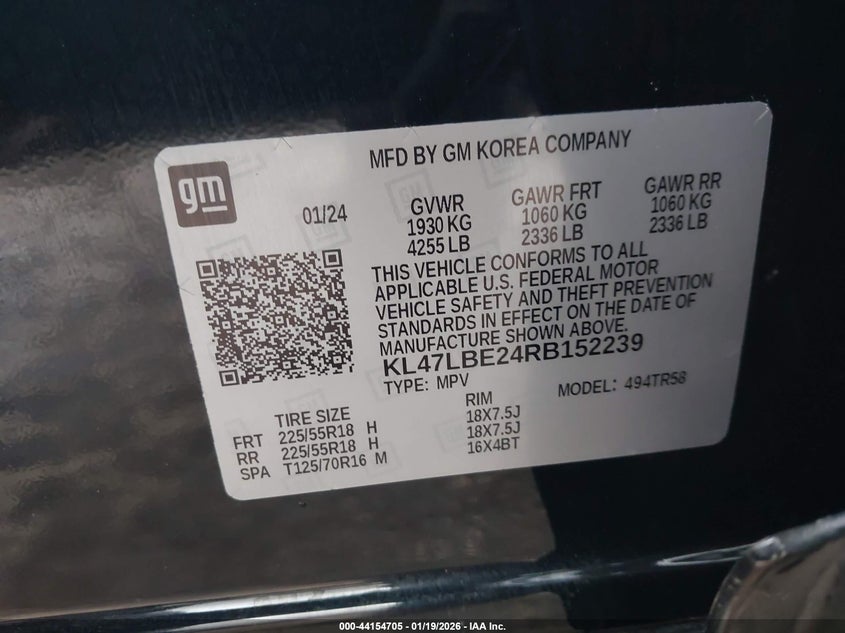 MFD BY GM KOREA COMPANY
gm
01/24
GVWR
1930 KG
4255 LB
GAWR FRT
1060 KG
2336 LB
GAWR RR
1060 KG
2336 LB
THIS VEHICLE CONFORMS TO ALL
APPLICABLE U.S. FEDERAL MOTOR
VEHICLE SAFETY AND THEFT PREVENTION
STANDARDS IN EFFECT ON THE DATE OF
MANUFACTURE SHOWN ABOVE.
KL47LBE24RB152239
TYPE: MPV MODEL: 494TR58
TIRE SIZE RIM
FRT 225/55R18 H 18X7.5J
RR 225/55R18 H 18X7.5J
SPA T125/70R16 M 16X4BT
000-44154705 - 01/19/2026 - IAA Inc.